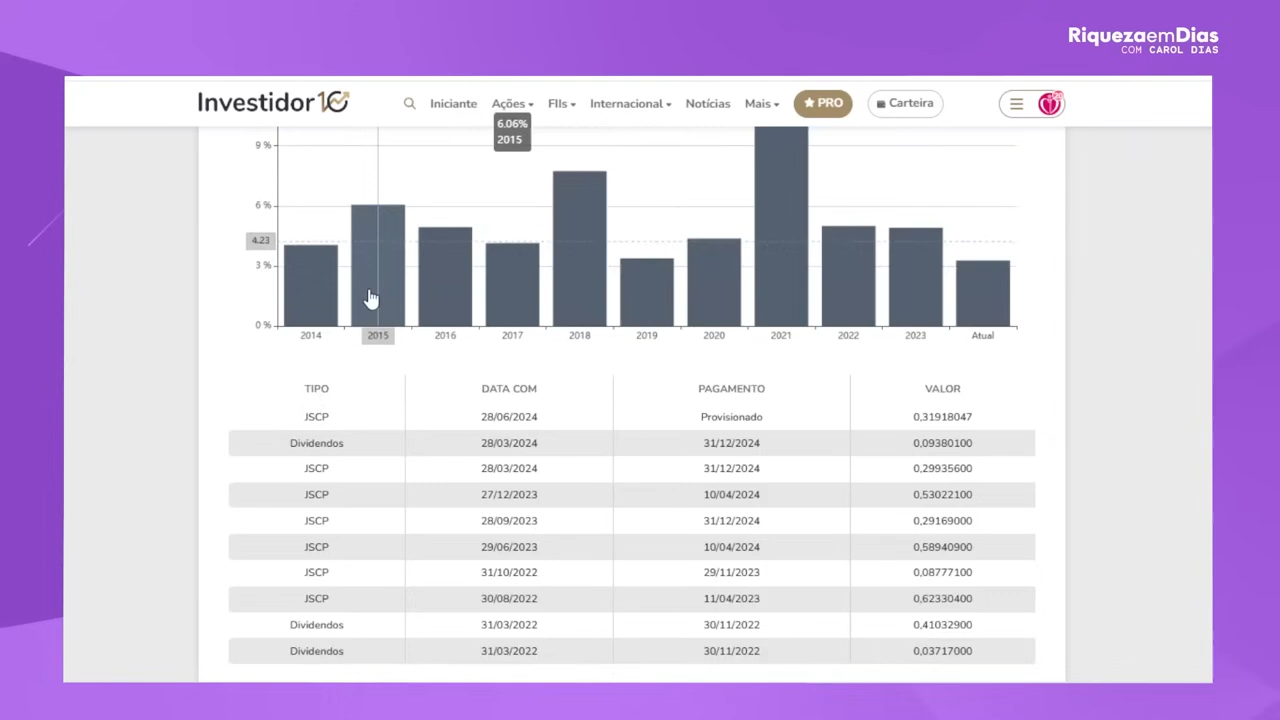 RiquezaemDias
COM CAROL DIAS
Investidor10 Iniciante Ações FIIs Internacional Notícias Mais PRO Carteira
6.06%
2015
9 %
6 %
4.23
3 %
0 %
2014 2015 2016 2017 2018 2019 2020 2021 2022 2023 Atual
TIPO DATA COM PAGAMENTO VALOR
JSCP 28/06/2024 Provisionado 0,31918047
Dividendos 28/03/2024 31/12/2024 0,09380100
JSCP 28/03/2024 31/12/2024 0,29935600
JSCP 27/12/2023 10/04/2024 0,53022100
JSCP 28/09/2023 31/12/2024 0,29169000
JSCP 29/06/2023 10/04/2024 0,58940900
JSCP 31/10/2022 29/11/2023 0,08777100
JSCP 30/08/2022 11/04/2023 0,62330400
Dividendos 31/03/2022 30/11/2022 0,41032900
Dividendos 31/03/2022 30/11/2022 0,03717000